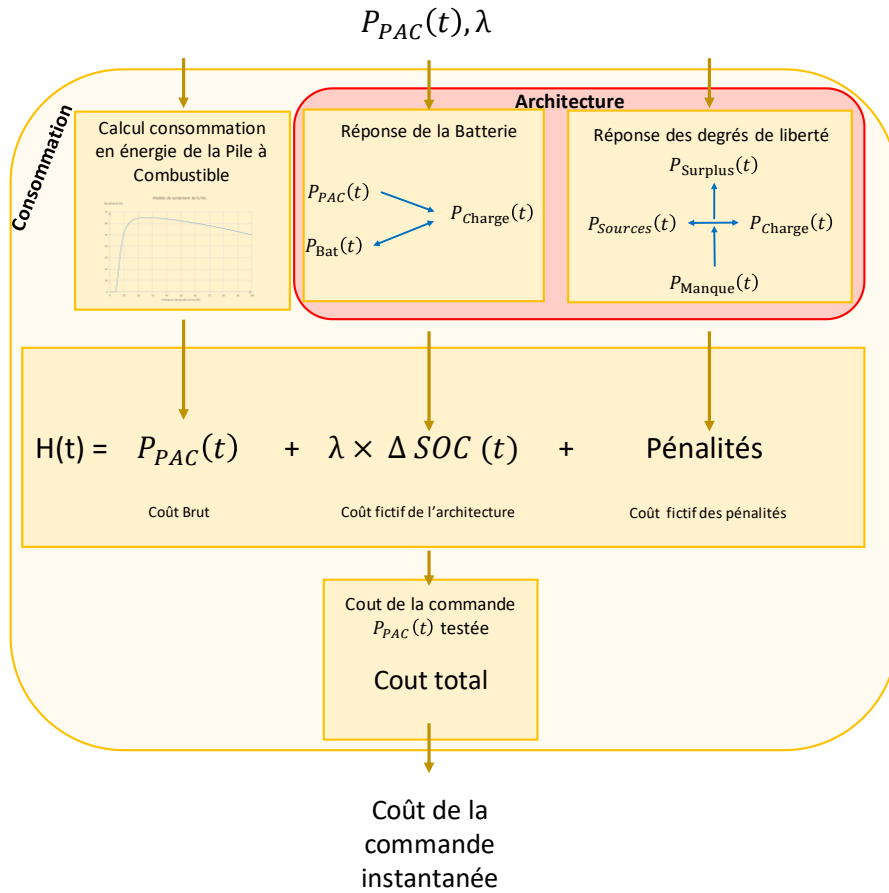 P_PAC(t), λ
Consommation
Architecture
Calcul consommation
en énergie de la Pile à
Combustible
Réponse de la Batterie
P_PAC(t)
P_Charge(t)
P_Bat(t)
Réponse des degrés de liberté
P_Surplus(t)
P_Sources(t)
P_Charge(t)
P_Manque(t)
H(t) = P_PAC(t) + λ × Δ SOC (t) + Pénalités
Coût Brut
Coût fictif de l'architecture
Coût fictif des pénalités
Cout de la commande
P_PAC(t) testée
Cout total
Coût de la
commande
instantanée